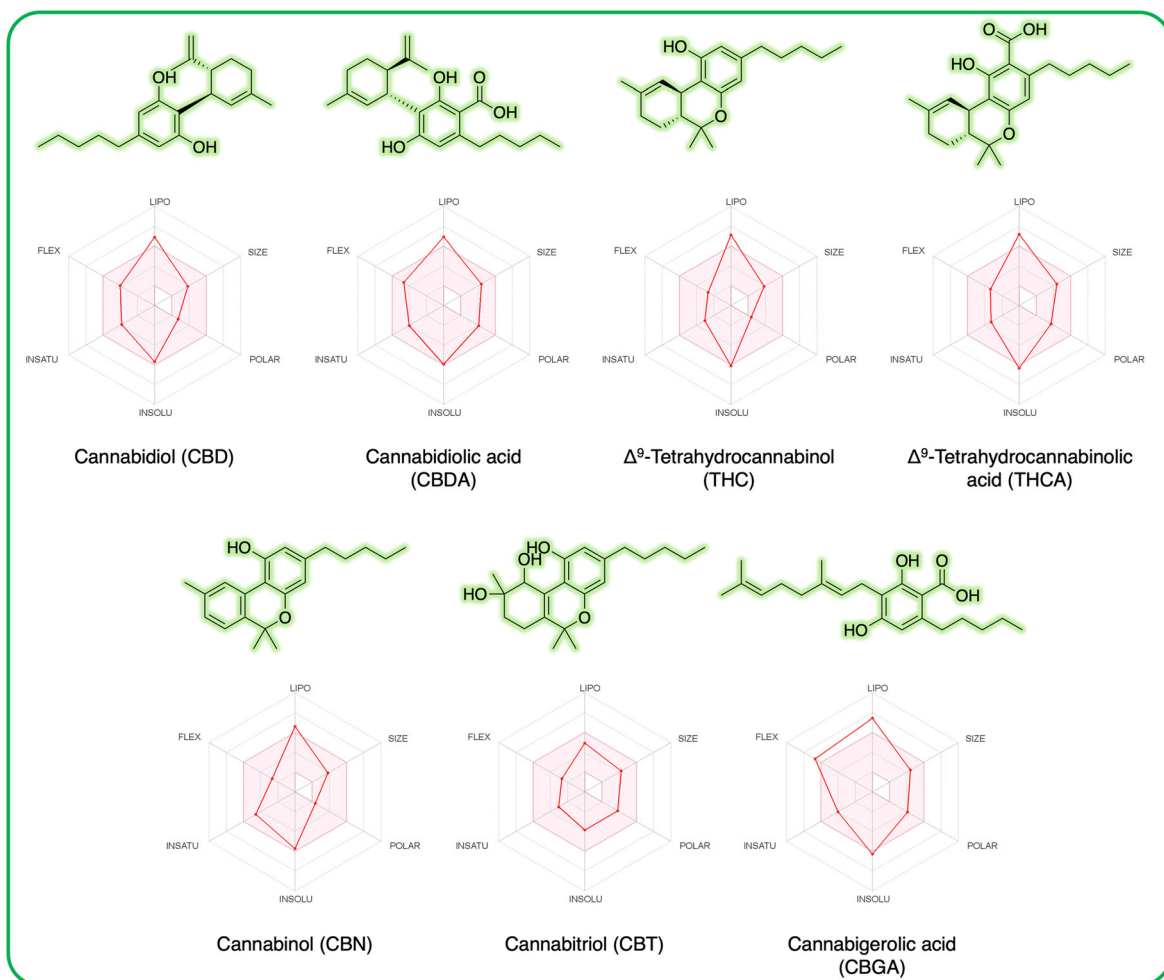 OH
OH
OH
O
OH
HO
HO
O
O
OH
HO
O
LIPO
FLEX
SIZE
INSATU
POLAR
INSOLU
LIPO
FLEX
SIZE
INSATU
POLAR
INSOLU
LIPO
FLEX
SIZE
INSATU
POLAR
INSOLU
LIPO
FLEX
SIZE
INSATU
POLAR
INSOLU
Cannabidiol (CBD)
Cannabidiolic acid
(CBDA)
Δ⁹-Tetrahydrocannabinol
(THC)
Δ⁹-Tetrahydrocannabinolic
acid (THCA)
HO
O
HO
OH
HO
O
OH
O
OH
HO
LIPO
FLEX
SIZE
INSATU
POLAR
INSOLU
LIPO
FLEX
SIZE
INSATU
POLAR
INSOLU
LIPO
FLEX
SIZE
INSATU
POLAR
INSOLU
Cannabinol (CBN)
Cannabitriol (CBT)
Cannabigerolic acid
(CBGA)